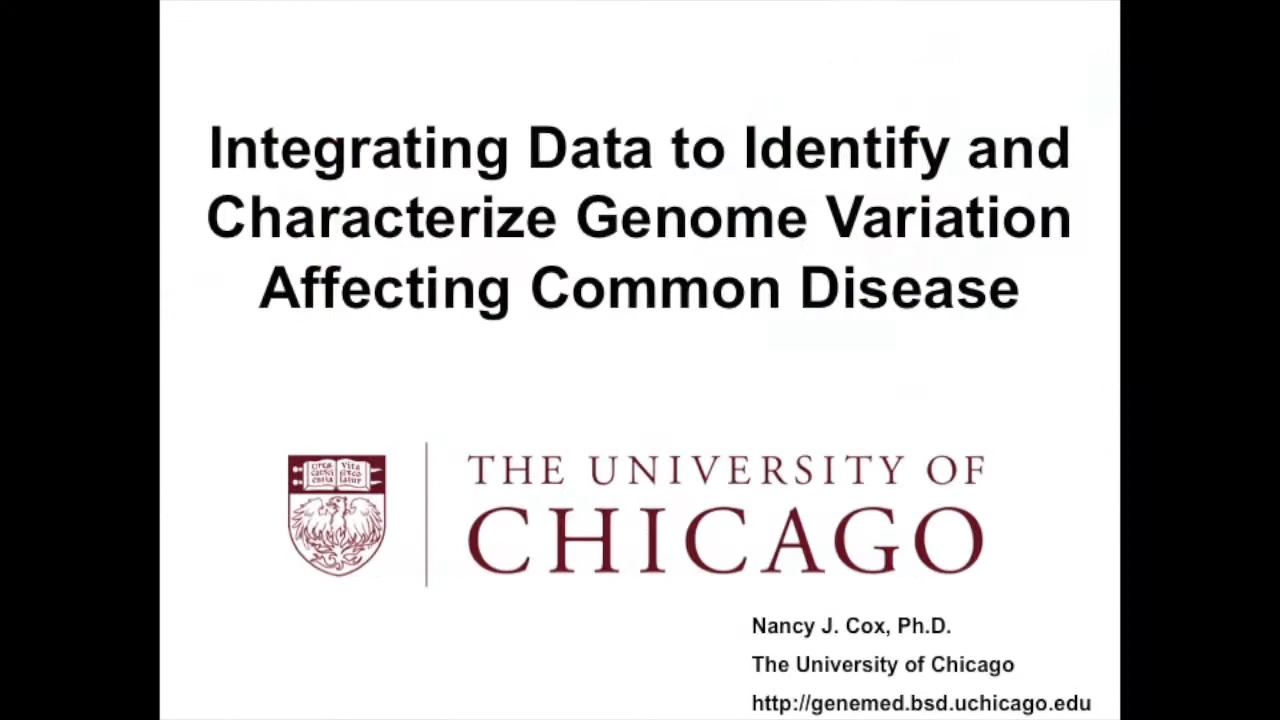 Integrating Data to Identify and
Characterize Genome Variation
Affecting Common Disease
THE UNIVERSITY OF
CHICAGO
Nancy J. Cox, Ph.D.
The University of Chicago
http://genemed.bsd.uchicago.edu